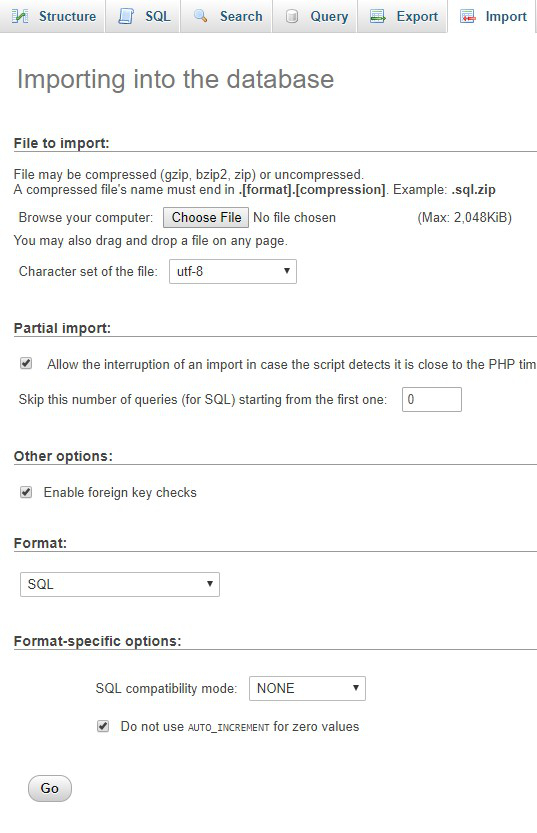 Structure SQL Search Query Export Import
Importing into the database
File to import:
File may be compressed (gzip, bzip2, zip) or uncompressed.
A compressed file's name must end in .[format].[compression]. Example: .sql.zip
Browse your computer: Choose File No file chosen (Max: 2,048KiB)
You may also drag and drop a file on any page.
Character set of the file: utf-8
Partial import:
Allow the interruption of an import in case the script detects it is close to the PHP tim
Skip this number of queries (for SQL) starting from the first one: 0
Other options:
Enable foreign key checks
Format:
SQL
Format-specific options:
SQL compatibility mode: NONE
Do not use AUTO_INCREMENT for zero values
Go